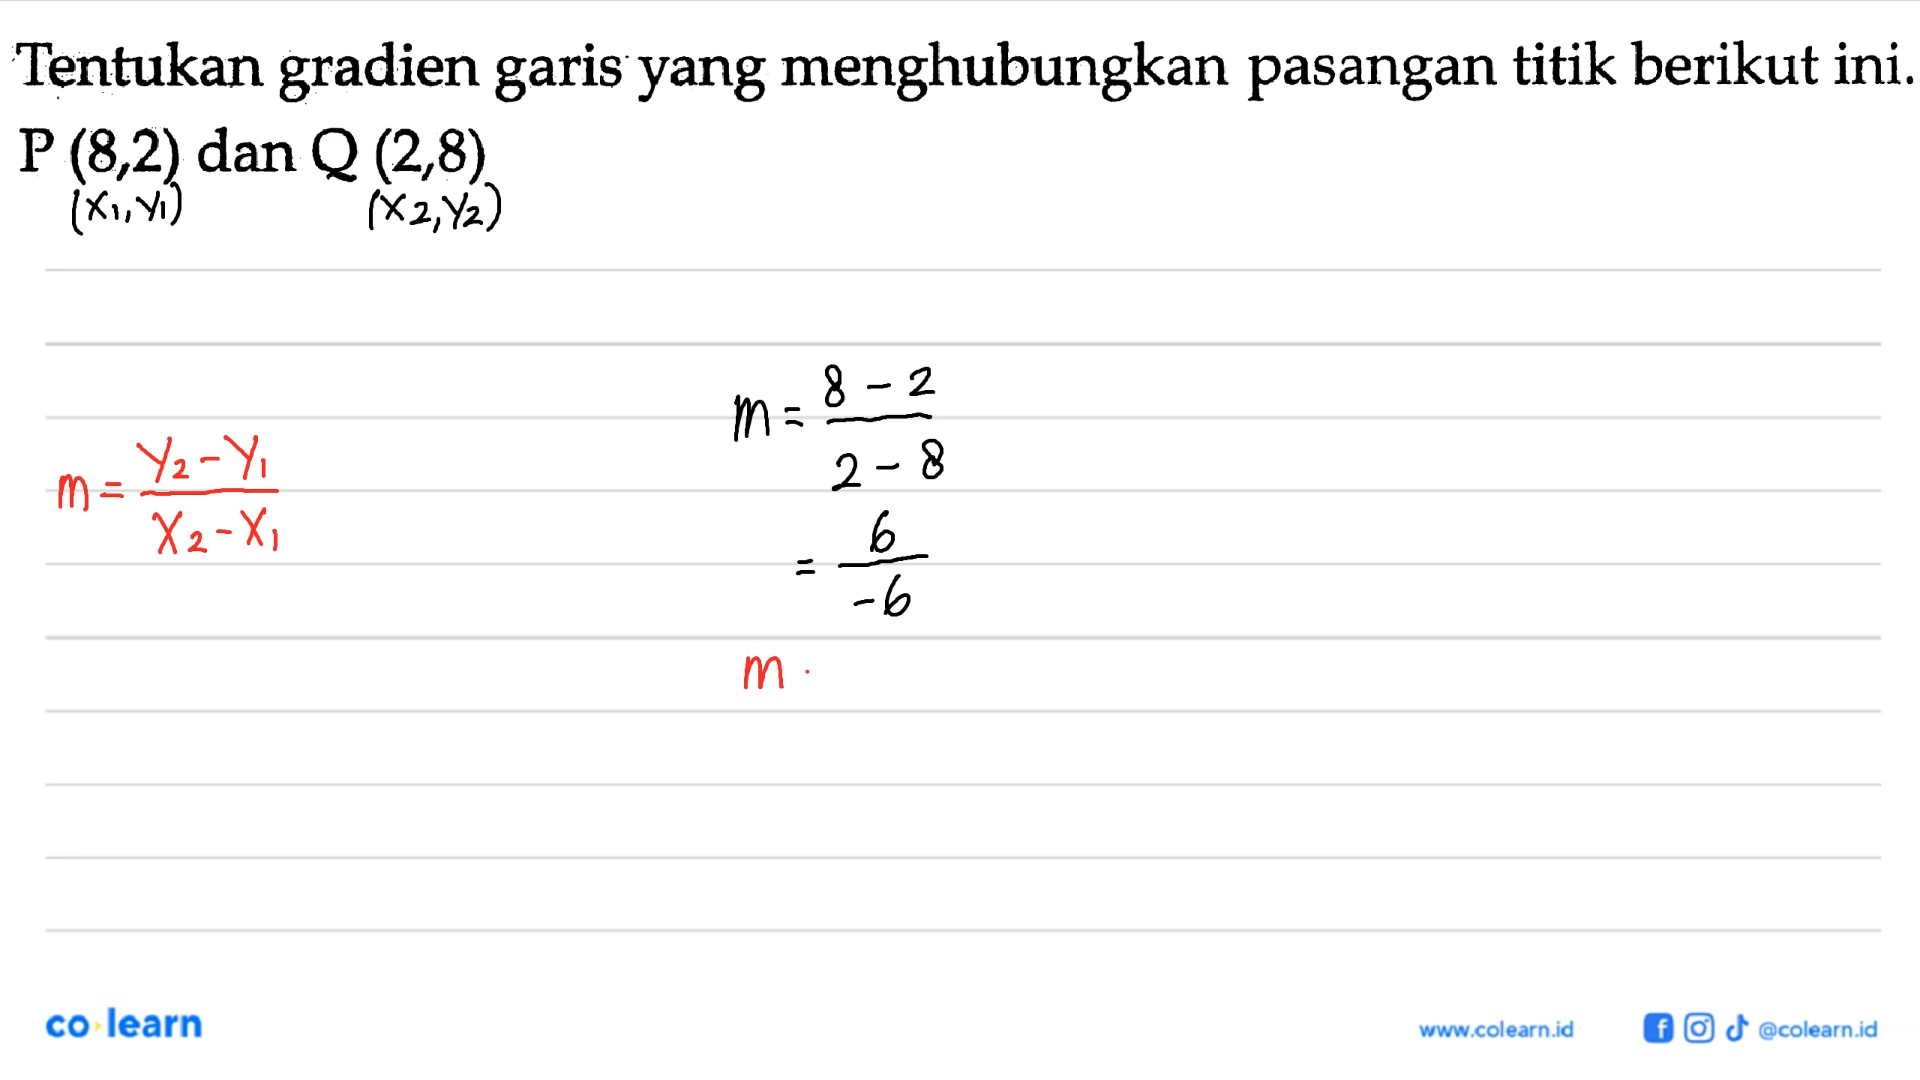 Tentukan gradien garis yang menghubungkan pasangan titik berikut ini.
P (8,2) dan Q (2,8)
(x₁,y₁) (x₂,y₂)
m = y₂ - y₁ / x₂ - x₁
m = 8 - 2 / 2 - 8
= 6 / -6
m
co learn
www.colearn.id
@colearn.id